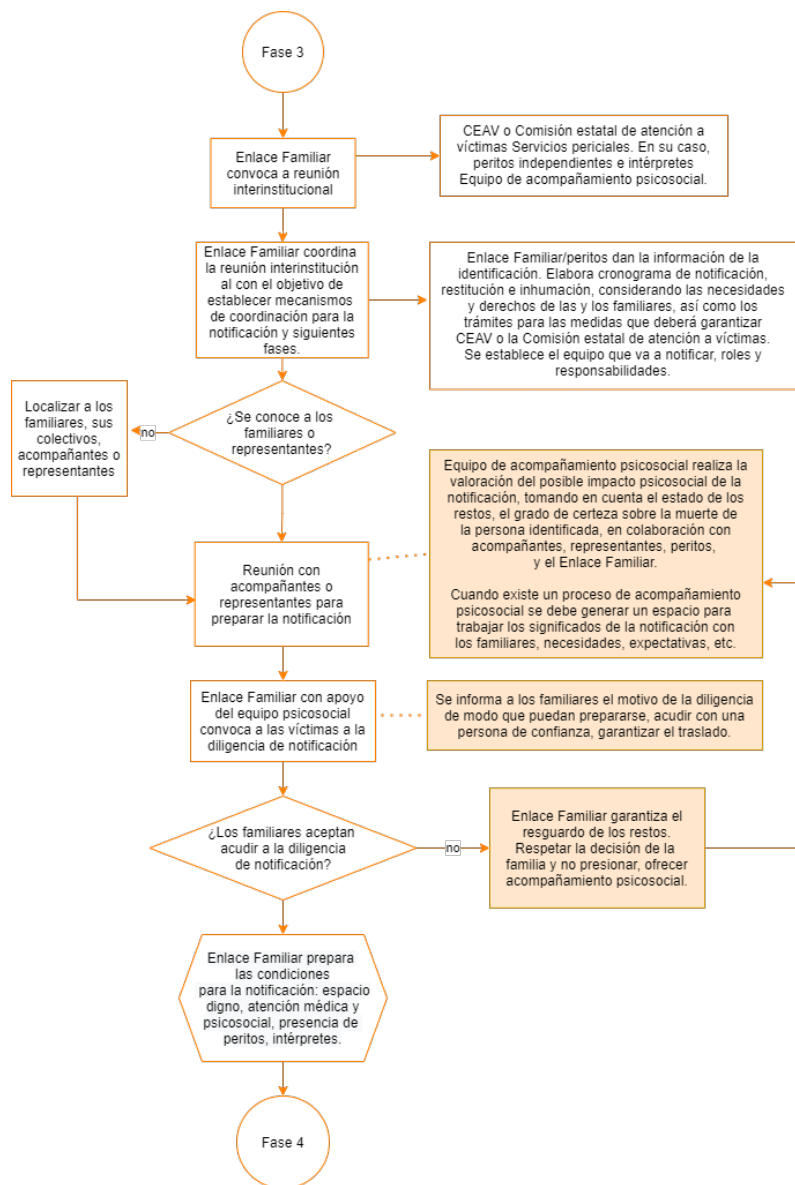 Fase 3
Enlace Familiar
convoca a reunión
interinstitucional
CEAV o Comisión estatal de atención a
víctimas Servicios periciales. En su caso,
peritos independientes e intérpretes
Equipo de acompañamiento psicosocial.
Enlace Familiar coordina
la reunión interinstitución
al con el objetivo de
establecer mecanismos
de coordinación para la
notificación y siguientes
fases.
Enlace Familiar/peritos dan la información de la
identificación. Elabora cronograma de notificación,
restitución e inhumación, considerando las necesidades
y derechos de las y los familiares, así como los
trámites para las medidas que deberá garantizar
CEAV o la Comisión estatal de atención a víctimas.
Se establece el equipo que va a notificar, roles y
responsabilidades.
¿Se conoce a los
familiares o
representantes?
no
Localizar a los
familiares, sus
colectivos,
acompañantes o
representantes
Equipo de acompañamiento psicosocial realiza la
valoración del posible impacto psicosocial de la
notificación, tomando en cuenta el estado de los
restos, el grado de certeza sobre la muerte de
la persona identificada, en colaboración con
acompañantes, representantes, peritos,
y el Enlace Familiar.
Cuando existe un proceso de acompañamiento
psicosocial se debe generar un espacio para
trabajar los significados de la notificación con
los familiares, necesidades, expectativas, etc.
Reunión con
acompañantes o
representantes para
preparar la notificación
Enlace Familiar con apoyo
del equipo psicosocial
convoca a las víctimas a la
diligencia de notificación
Se informa a los familiares el motivo de la diligencia
de modo que puedan prepararse, acudir con una
persona de confianza, garantizar el traslado.
¿Los familiares aceptan
acudir a la diligencia
de notificación?
no
Enlace Familiar garantiza el
resguardo de los restos.
Respetar la decisión de la
familia y no presionar, ofrecer
acompañamiento psicosocial.
Enlace Familiar prepara
las condiciones
para la notificación: espacio
digno, atención médica y
psicosocial, presencia de
peritos, intérpretes.
Fase 4